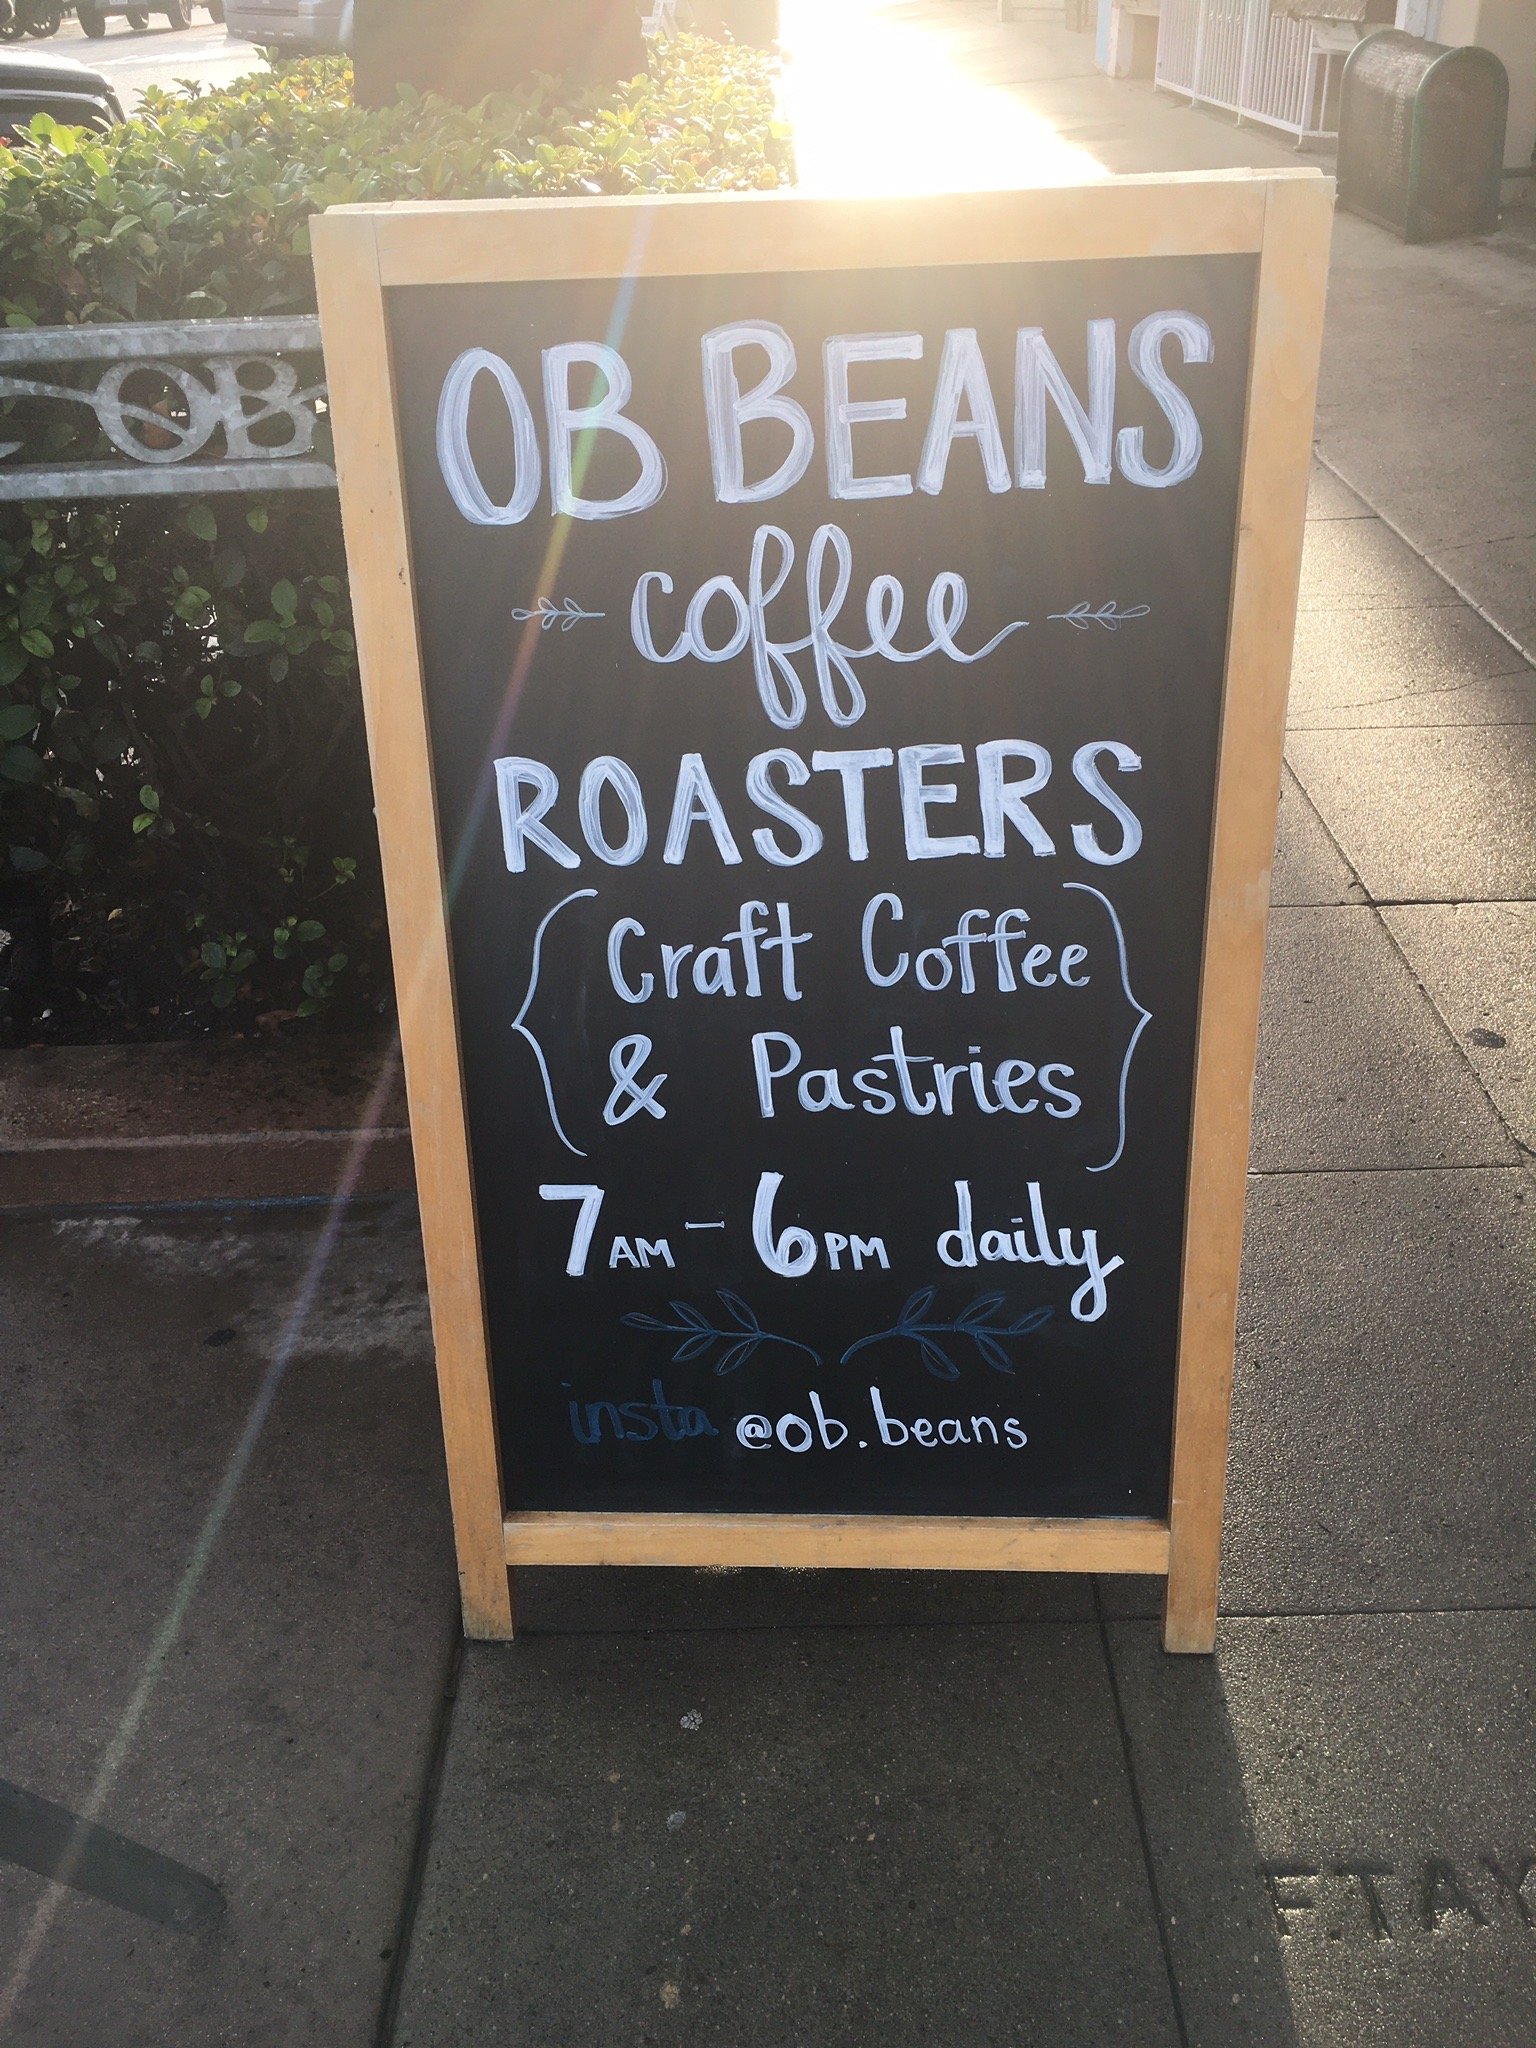 OB
OB BEANS
coffee
ROASTERS
Craft Coffee
& Pastries
7AM - 6PM daily
insta @ob.beans